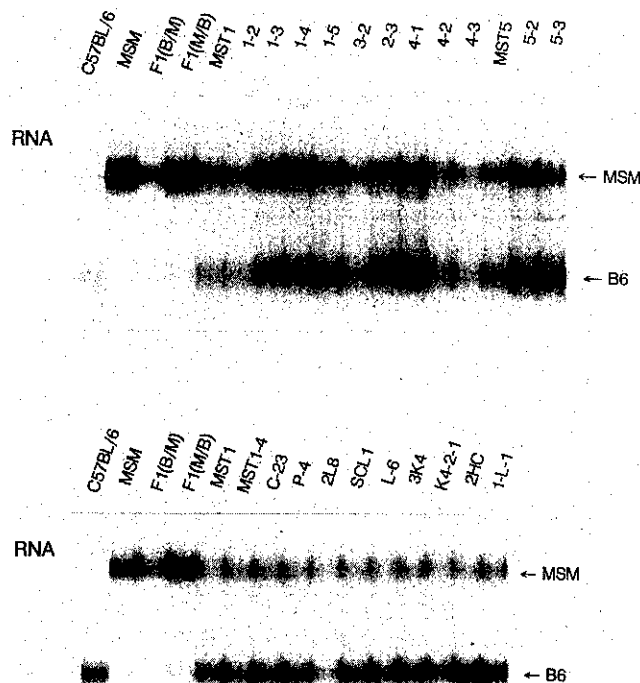 C57BL/6 MSM F1(B/M) F1(M/B) MST1 1-2 1-3 1-4 1-5 3-2 2-3 4-1 4-2 4-3 MST5 5-2 5-3
RNA
← MSM
← B6
C57BL/6 MSM F1(B/M) F1(M/B) MST1 MST1-4 C-23 P-4 2L8 SCL1 L-6 3K4 K4-2-1 2HC 1-L-1
RNA
← MSM
← B6